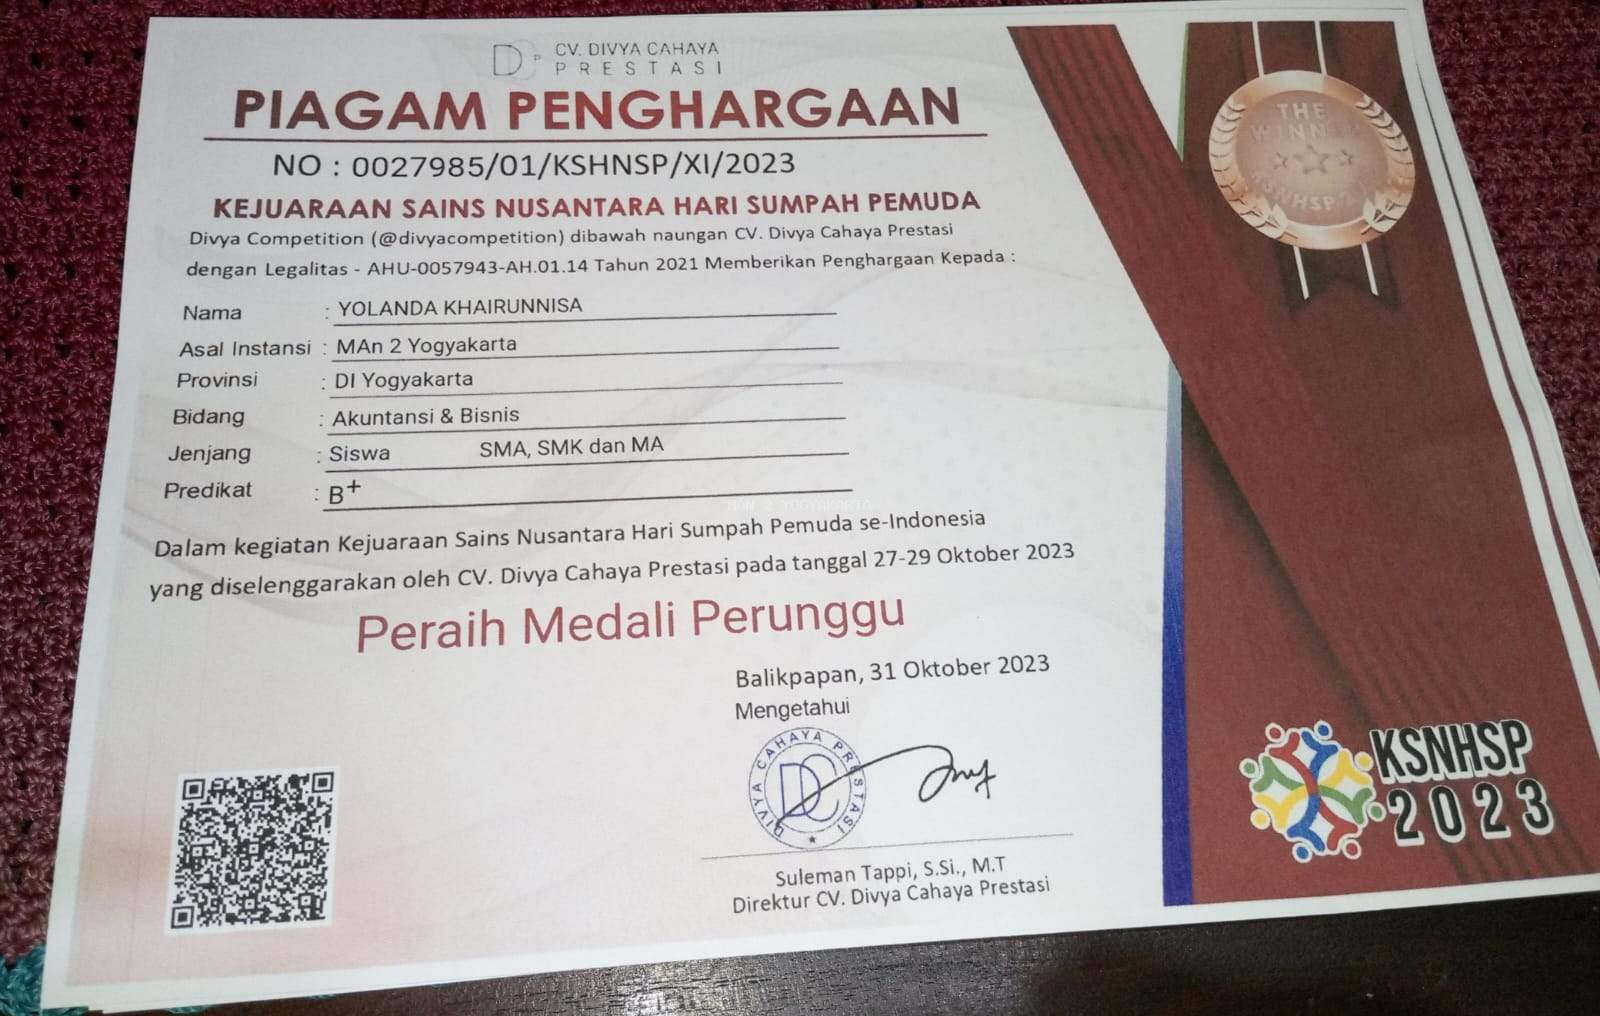 CV. DIVYA CAHAYA
PRESTASI
PIAGAM PENGHARGAAN
NO : 0027985/01/KSHNSP/XI/2023
KEJUARAAN SAINS NUSANTARA HARI SUMPAH PEMUDA
Divya Competition (@divyacompetition) dibawah naungan CV. Divya Cahaya Prestasi
dengan Legalitas - AHU-0057943-AH.01.14 Tahun 2021 Memberikan Penghargaan Kepada :
Nama : YOLANDA KHAIRUNNISA
Asal Instansi : MAn 2 Yogyakarta
Provinsi : DI Yogyakarta
Bidang : Akuntansi & Bisnis
Jenjang : Siswa SMA, SMK dan MA
Predikat : B+
MAN 2 YOGYAKARTA
Dalam kegiatan Kejuaraan Sains Nusantara Hari Sumpah Pemuda se-Indonesia
yang diselenggarakan oleh CV. Divya Cahaya Prestasi pada tanggal 27-29 Oktober 2023
Peraih Medali Perunggu
Balikpapan, 31 Oktober 2023
Mengetahui
DIVYA CAHAYA PRESTASI
DC
Suleman Tappi, S.Si., M.T
Direktur CV. Divya Cahaya Prestasi
THE
WINNER
KSNHSP
KSNHSP
2023